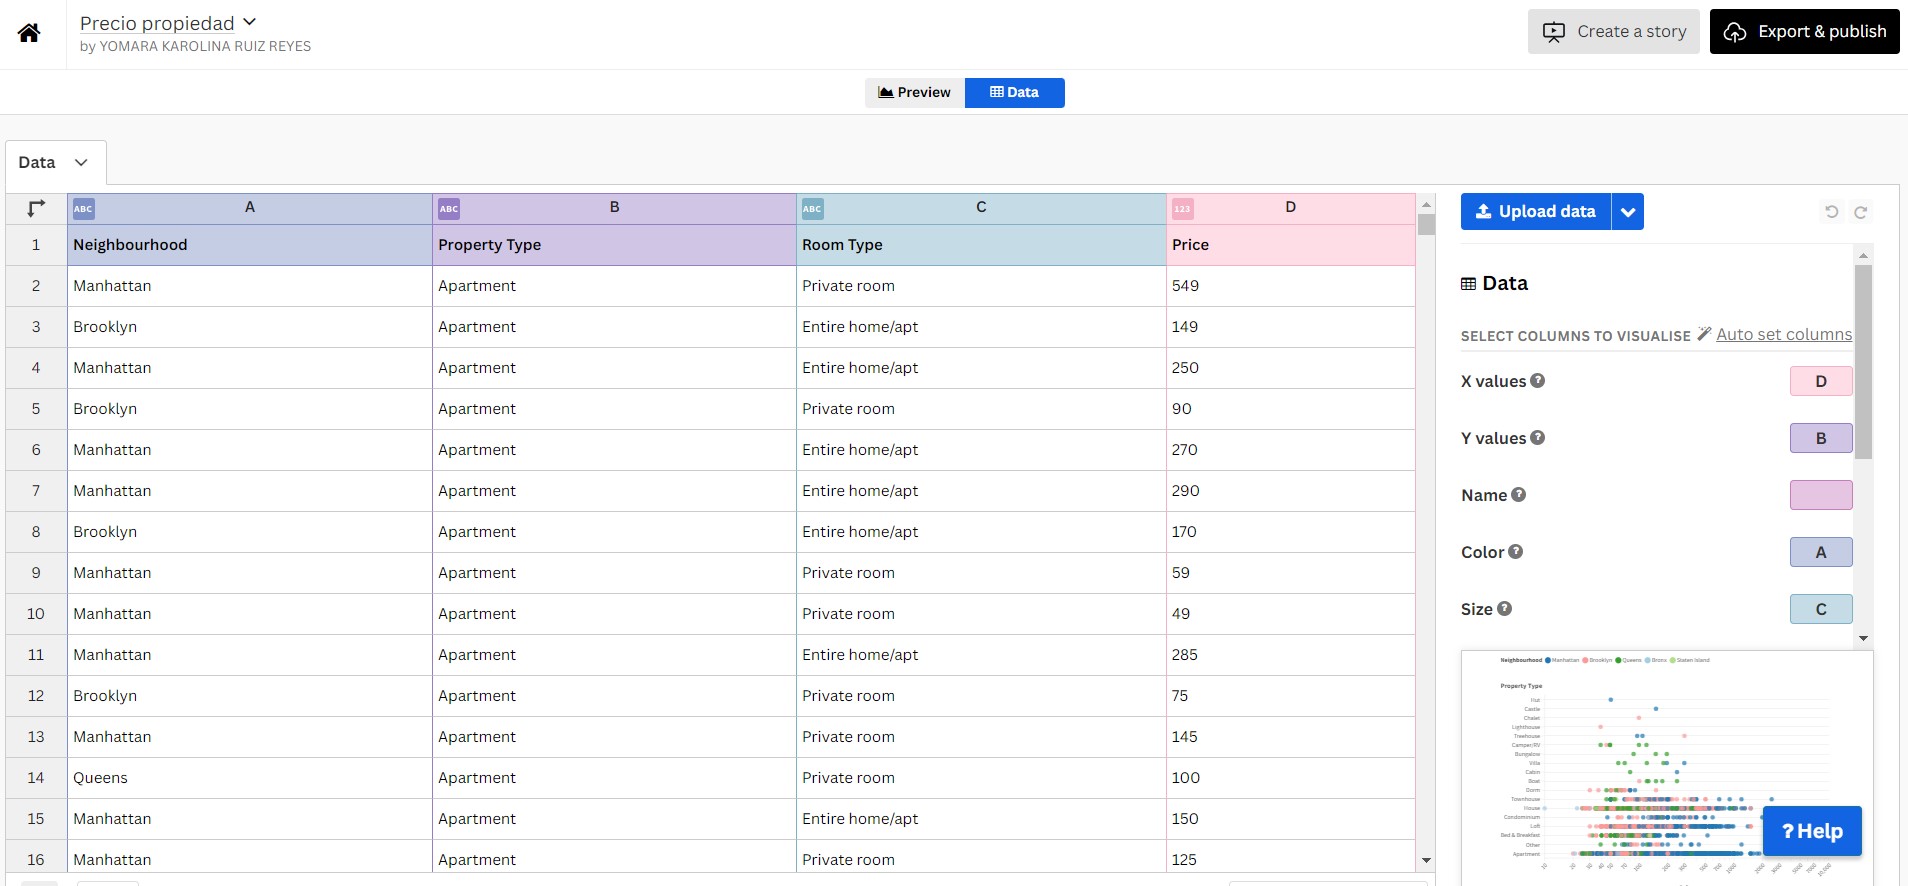 Precio propiedad
by YOMARA KAROLINA RUIZ REYES
Create a story
Export & publish
Preview
Data
Data
ABC A ABC B ABC C 123 D
1 Neighbourhood Property Type Room Type Price
2 Manhattan Apartment Private room 549
3 Brooklyn Apartment Entire home/apt 149
4 Manhattan Apartment Entire home/apt 250
5 Brooklyn Apartment Private room 90
6 Manhattan Apartment Entire home/apt 270
7 Manhattan Apartment Entire home/apt 290
8 Brooklyn Apartment Entire home/apt 170
9 Manhattan Apartment Private room 59
10 Manhattan Apartment Private room 49
11 Manhattan Apartment Entire home/apt 285
12 Brooklyn Apartment Private room 75
13 Manhattan Apartment Private room 145
14 Queens Apartment Private room 100
15 Manhattan Apartment Entire home/apt 150
16 Manhattan Apartment Private room 125
Upload data
Data
SELECT COLUMNS TO VISUALISE Auto set columns
X values ? D
Y values ? B
Name ?
Color ? A
Size ? C
Neighbourhood Manhattan Brooklyn Queens Bronx Staten Island
Property Type
Hut
Castle
Chalet
Lighthouse
Treehouse
Camper/RV
Bungalow
Villa
Cabin
Boat
Dorm
Townhouse
House
Condominium
Loft
Bed & Breakfast
Other
Apartment
? Help